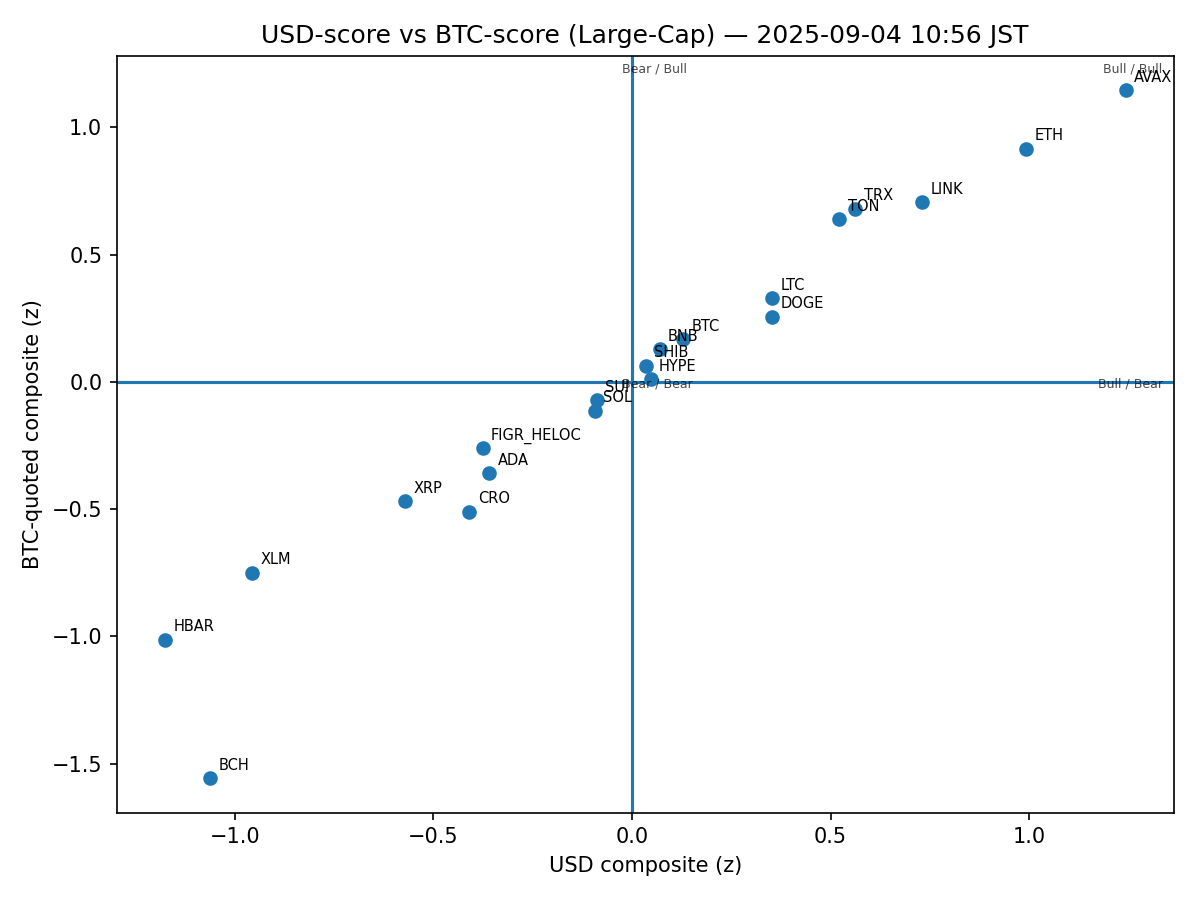 USD-score vs BTC-score (Large-Cap) — 2025-09-04 10:56 JST
Bear / Bull
Bull / Bull
AVAX
ETH
LINK
TRX
TON
LTC
DOGE
BTC
BNB
SHIB
HYPE
Bear / Bear
Bull / Bear
SUI
SOL
FIGR_HELOC
ADA
XRP
CRO
XLM
HBAR
BCH
1.0
0.5
0.0
−0.5
−1.0
−1.5
−1.0
−0.5
0.0
0.5
1.0
USD composite (z)
BTC-quoted composite (z)